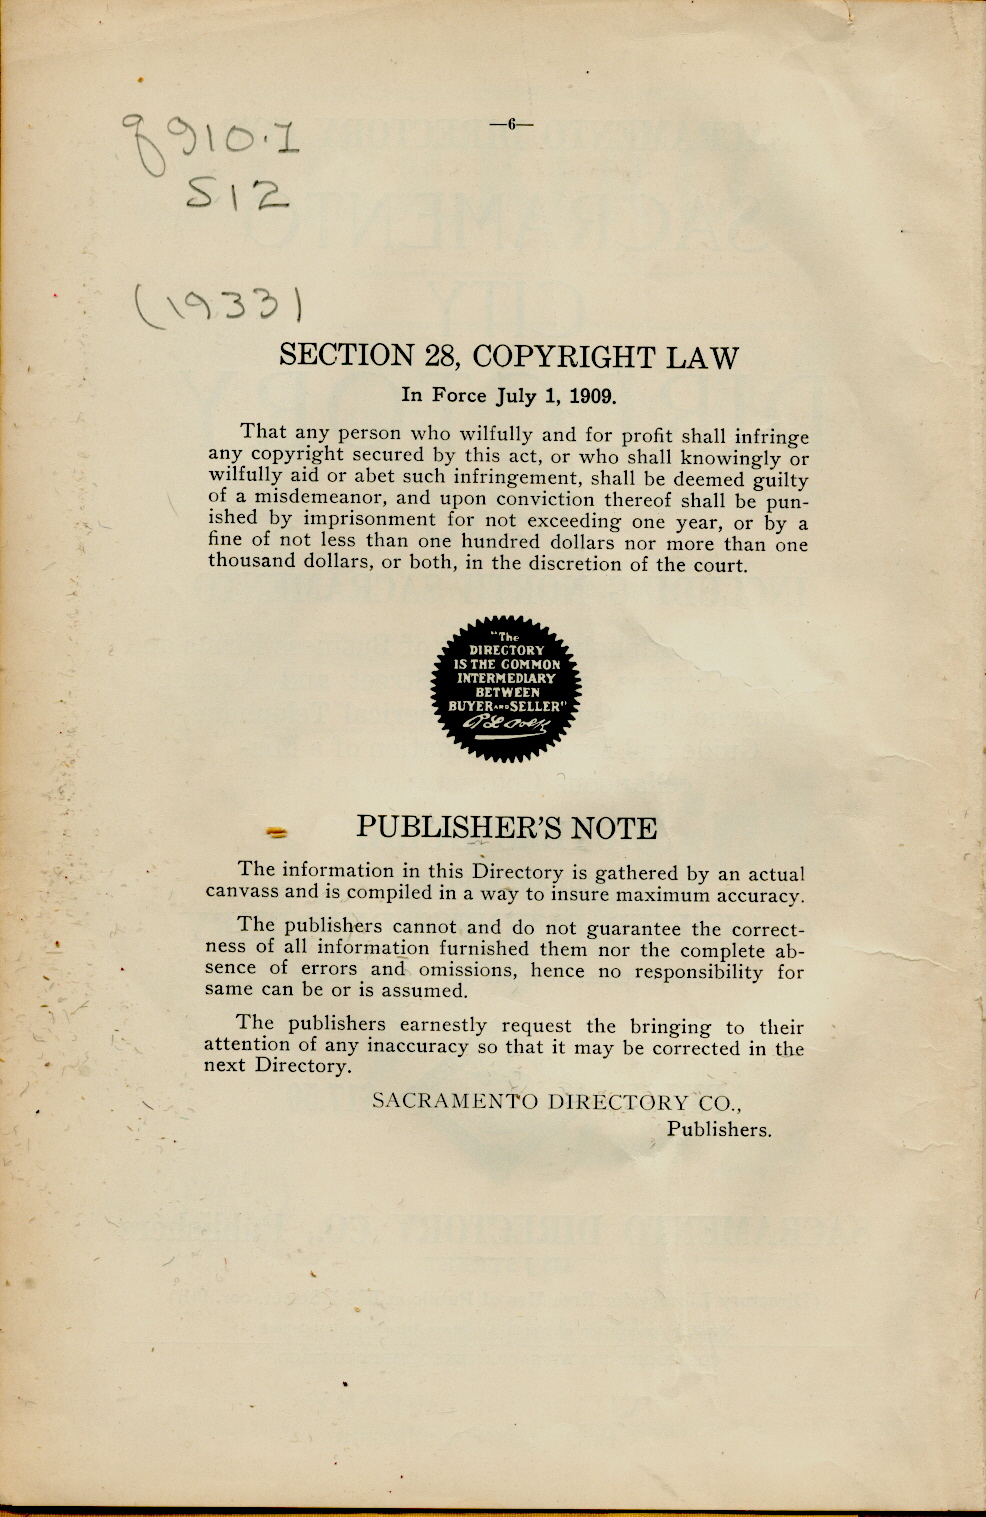 —6—
q 910.1
S12
(1933)
SECTION 28, COPYRIGHT LAW
In Force July 1, 1909.
That any person who wilfully and for profit shall infringe
any copyright secured by this act, or who shall knowingly or
wilfully aid or abet such infringement, shall be deemed guilty
of a misdemeanor, and upon conviction thereof shall be pun-
ished by imprisonment for not exceeding one year, or by a
fine of not less than one hundred dollars nor more than one
thousand dollars, or both, in the discretion of the court.
"The
DIRECTORY
IS THE COMMON
INTERMEDIARY
BETWEEN
BUYER AND SELLER"
R L Polk
PUBLISHER'S NOTE
The information in this Directory is gathered by an actual
canvass and is compiled in a way to insure maximum accuracy.
The publishers cannot and do not guarantee the correct-
ness of all information furnished them nor the complete ab-
sence of errors and omissions, hence no responsibility for
same can be or is assumed.
The publishers earnestly request the bringing to their
attention of any inaccuracy so that it may be corrected in the
next Directory.
SACRAMENTO DIRECTORY CO.,
Publishers.